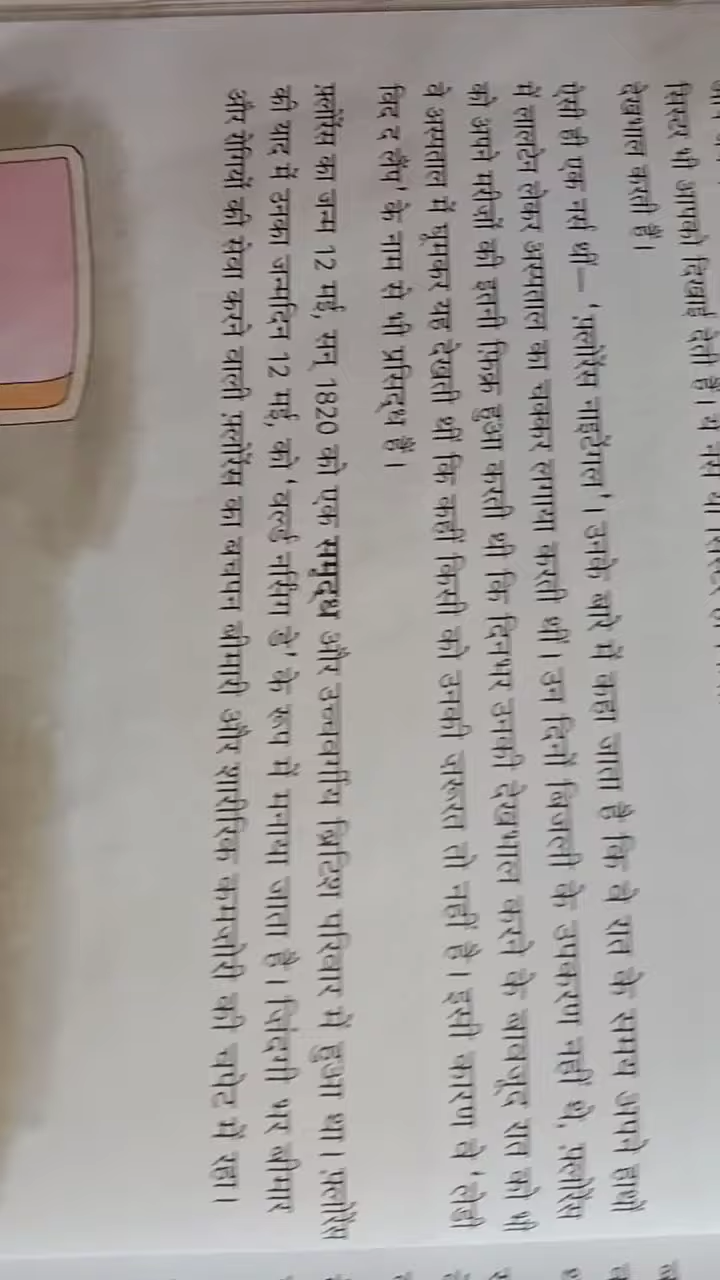 सिस्टर भी आपको दिखाई देती हैं। ये नर्स या सिस्टर
देखभाल करती हैं।
ऐसी ही एक नर्स थीं— ‘फ़्लोरेंस नाइटेंगल’। उनके बारे में कहा जाता है कि वे रात के समय अपने हाथों
में लालटेन लेकर अस्पताल का चक्कर लगाया करती थीं। उन दिनों बिजली के उपकरण नहीं थे, फ़्लोरेंस
को अपने मरीज़ों की इतनी फ़िक्र हुआ करती थी कि दिनभर उनकी देखभाल करने के बावजूद रात को भी
वे अस्पताल में घूमकर यह देखती थीं कि कहीं किसी को उनकी ज़रूरत तो नहीं है। इसी कारण वे ‘लेडी
विद द लैंप’ के नाम से भी प्रसिद्ध हैं।
फ़्लोरेंस का जन्म 12 मई, सन् 1820 को एक समृद्ध और उच्चवर्गीय ब्रिटिश परिवार में हुआ था। फ़्लोरेंस
की याद में उनका जन्मदिन 12 मई, को ‘वर्ल्ड नर्सिंग डे’ के रूप में मनाया जाता है। ज़िंदगी भर बीमार
और रोगियों की सेवा करने वाली फ़्लोरेंस का बचपन बीमारी और शारीरिक कमज़ोरी की चपेट में रहा।